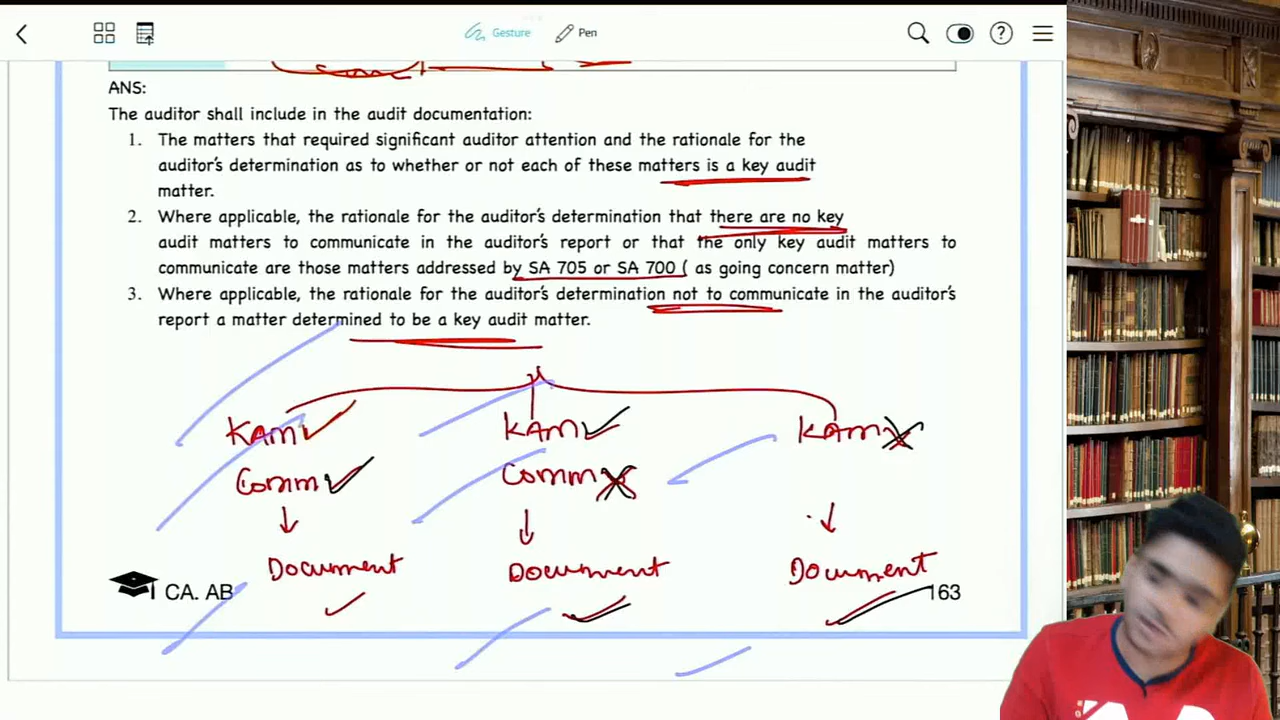 Gesture Pen
ANS:
The auditor shall include in the audit documentation:
1. The matters that required significant auditor attention and the rationale for the
auditor's determination as to whether or not each of these matters is a key audit
matter.
2. Where applicable, the rationale for the auditor's determination that there are no key
audit matters to communicate in the auditor's report or that the only key audit matters to
communicate are those matters addressed by SA 705 or SA 700 ( as going concern matter)
3. Where applicable, the rationale for the auditor's determination not to communicate in the auditor's
report a matter determined to be a key audit matter.
KAM KAM KAM
Comm Comm
Document Document Document
CA. AB 163